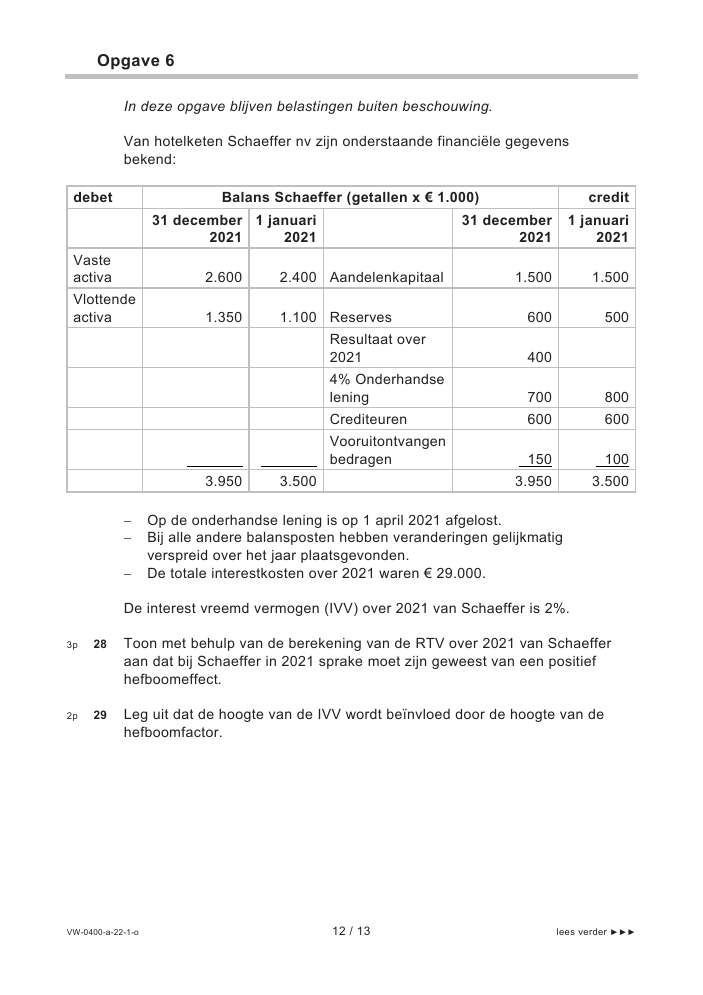 Opgave 6
In deze opgave blijven belastingen buiten beschouwing.
Van hotelketen Schaeffer nv zijn onderstaande financiële gegevens
bekend:
debet Balans Schaeffer (getallen x € 1.000) credit
31 december 1 januari 31 december 1 januari
2021 2021 2021 2021
Vaste
activa 2.600 2.400 Aandelenkapitaal 1.500 1.500
Vlottende
activa 1.350 1.100 Reserves 600 500
Resultaat over
2021 400
4% Onderhandse
lening 700 800
Crediteuren 600 600
Vooruitontvangen
bedragen 150 100
3.950 3.500 3.950 3.500
– Op de onderhandse lening is op 1 april 2021 afgelost.
– Bij alle andere balansposten hebben veranderingen gelijkmatig
verspreid over het jaar plaatsgevonden.
– De totale interestkosten over 2021 waren € 29.000.
De interest vreemd vermogen (IVV) over 2021 van Schaeffer is 2%.
3p 28 Toon met behulp van de berekening van de RTV over 2021 van Schaeffer
aan dat bij Schaeffer in 2021 sprake moet zijn geweest van een positief
hefboomeffect.
2p 29 Leg uit dat de hoogte van de IVV wordt beïnvloed door de hoogte van de
hefboomfactor.
VW-0400-a-22-1-o 12 / 13 lees verder ►►►